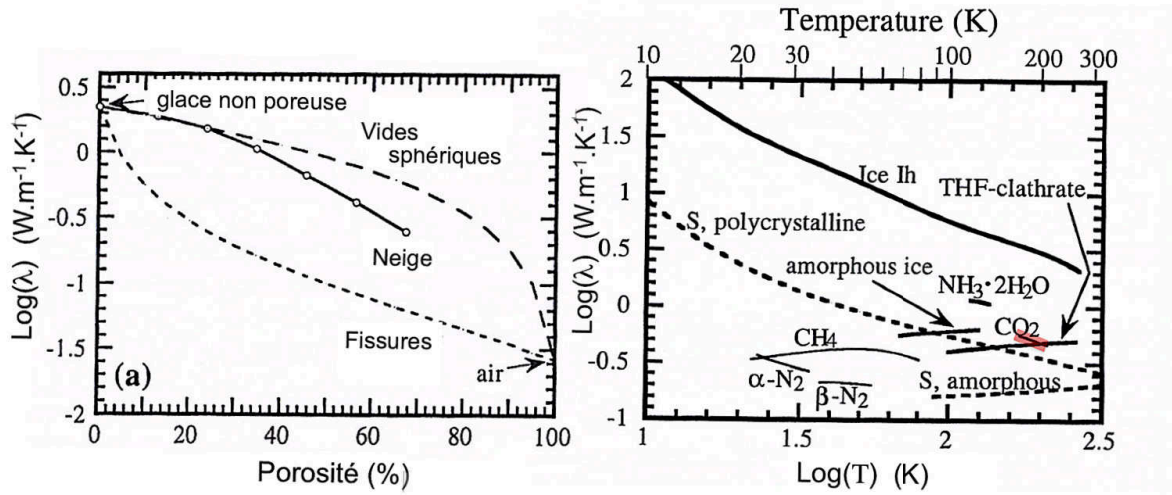 glace non poreuse
Vides
sphériques
Neige
Fissures
air
(a)
Log(λ) (W.m⁻¹.K⁻¹)
0.5
0
-0.5
-1
-1.5
-2
0 20 40 60 80 100
Porosité (%)
Temperature (K)
10 20 30 100 200 300
Log(λ) (W.m⁻¹.K⁻¹)
2
1.5
1
0.5
0
-0.5
-1
Ice Ih
THF-clathrate
S, polycrystalline
amorphous ice
NH₃·2H₂O
CO₂
CH₄
α-N₂
β-N₂
S, amorphous
1 1.5 2 2.5
Log(T) (K)